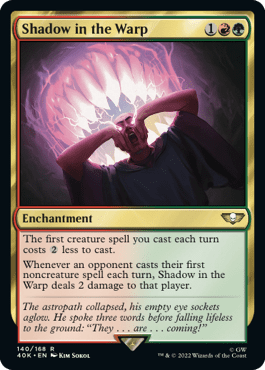 Shadow in the Warp 1
Enchantment
The first creature spell you cast each turn
costs 2 less to cast.
Whenever an opponent casts their first
noncreature spell each turn, Shadow in the
Warp deals 2 damage to that player.
The astropath collapsed, his empty eye sockets
aglow. He spoke three words before falling lifeless
to the ground: “They . . . are . . . coming!”
140/168 R
40K • EN KIM SOKOL
© GW
™ & © 2022 Wizards of the Coast